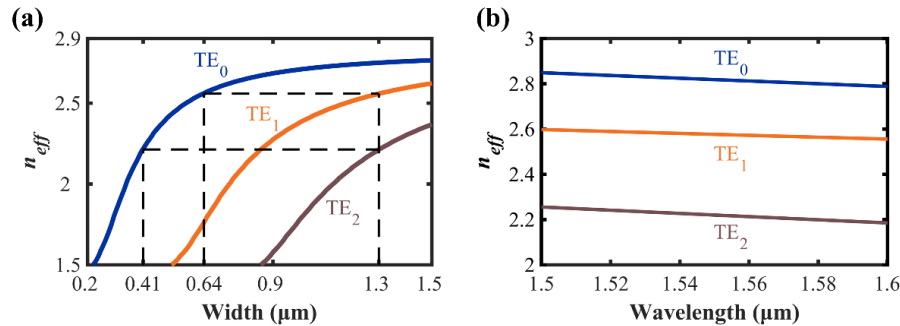 (a)
2.9
2.5
2
1.5
n_eff
TE0
TE1
TE2
0.2 0.41 0.64 0.9 1.3 1.5
Width (μm)
(b)
3
2.8
2.6
2.4
2.2
2
n_eff
TE0
TE1
TE2
1.5 1.52 1.54 1.56 1.58 1.6
Wavelength (μm)